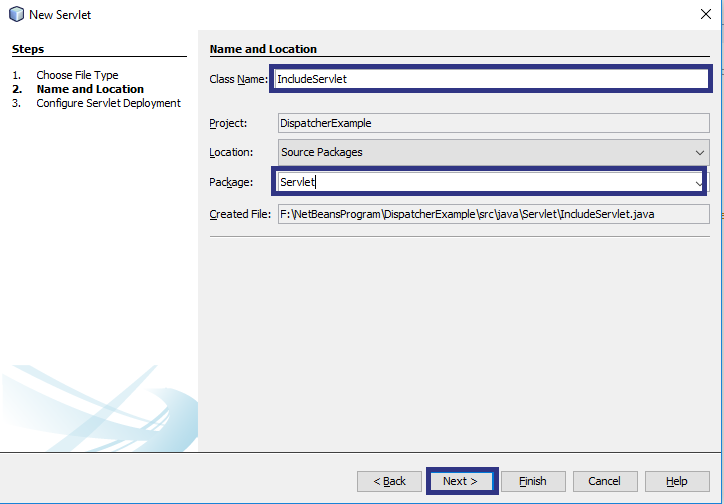 New Servlet
Steps
1. Choose File Type
2. Name and Location
3. Configure Servlet Deployment
Name and Location
Class Name: IncludeServlet
Project: DispatcherExample
Location: Source Packages
Package: Servlet
Created File: F:\NetBeansProgram\DispatcherExample\src\java\Servlet\IncludeServlet.java
< Back Next > Finish Cancel Help